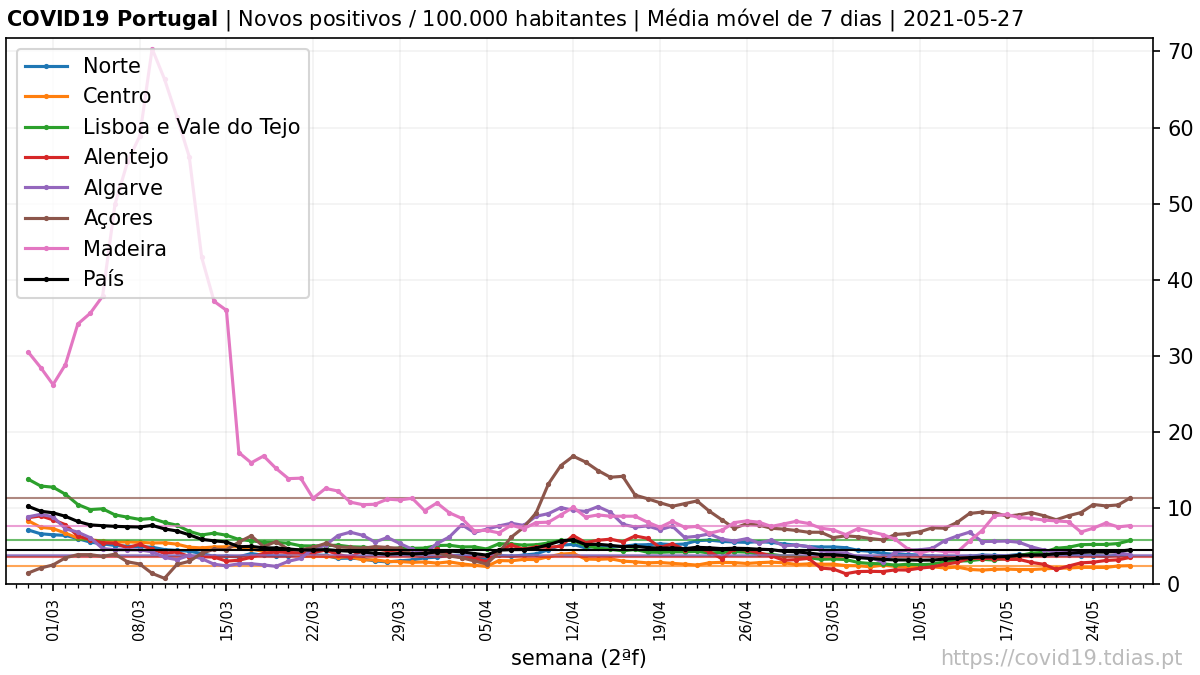 COVID19 Portugal | Novos positivos / 100.000 habitantes | Média móvel de 7 dias | 2021-05-27
Norte
Centro
Lisboa e Vale do Tejo
Alentejo
Algarve
Açores
Madeira
País
70
60
50
40
30
20
10
0
01/03
08/03
15/03
22/03
29/03
05/04
12/04
19/04
26/04
03/05
10/05
17/05
24/05
semana (2ªf)
https://covid19.tdias.pt